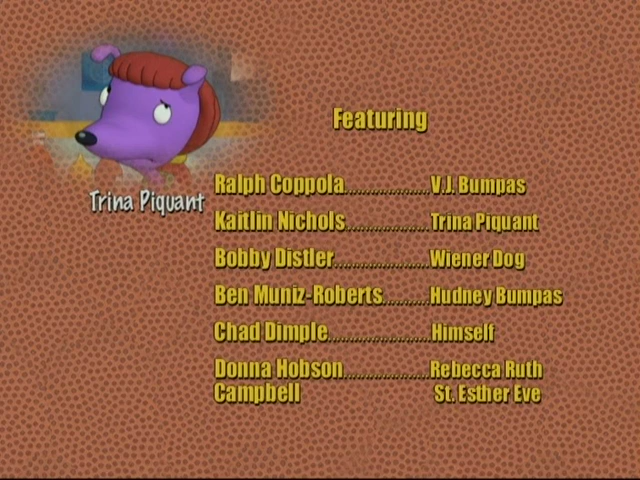 Featuring
Trina Piquant
Ralph Coppola....................V.J. Bumpas
Kaitlin Nichols....................Trina Piquant
Bobby Distler......................Wiener Dog
Ben Muniz-Roberts...........Hudney Bumpas
Chad Dimple........................Himself
Donna Hobson....................Rebecca Ruth
Campbell St. Esther Eve